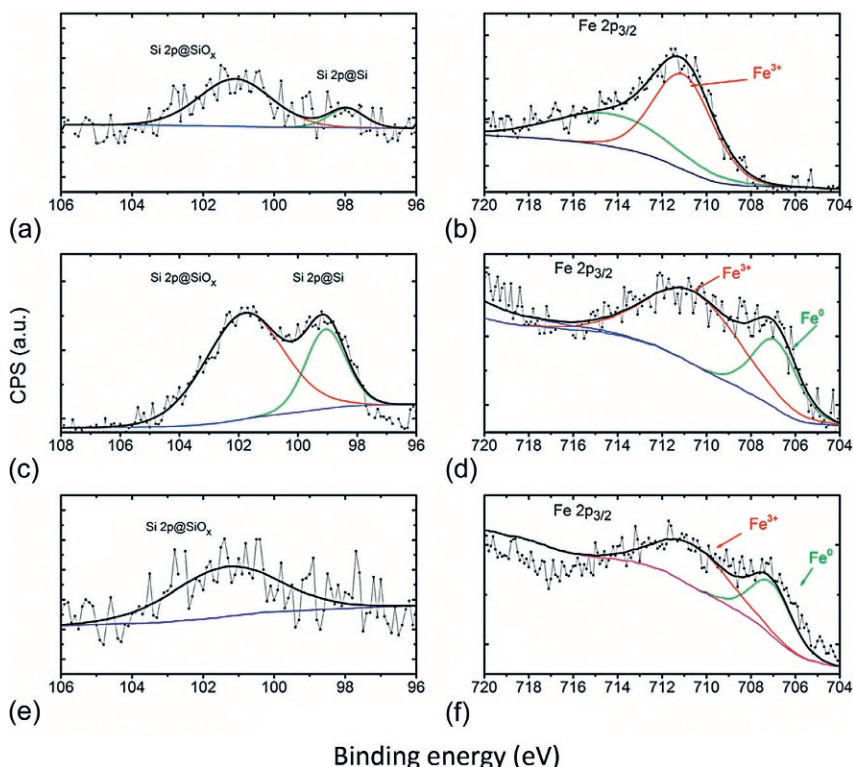 Si 2p@SiOx
Si 2p@Si
106 104 102 100 98 96
(a)
Fe 2p3/2
Fe3+
720 718 716 714 712 710 708 706 704
(b)
Si 2p@SiOx
Si 2p@Si
CPS (a.u.)
108 106 104 102 100 98 96
(c)
Fe 2p3/2
Fe3+
Fe0
720 718 716 714 712 710 708 706 704
(d)
Si 2p@SiOx
106 104 102 100 98 96
(e)
Fe 2p3/2
Fe3+
Fe0
720 718 716 714 712 710 708 706 704
(f)
Binding energy (eV)